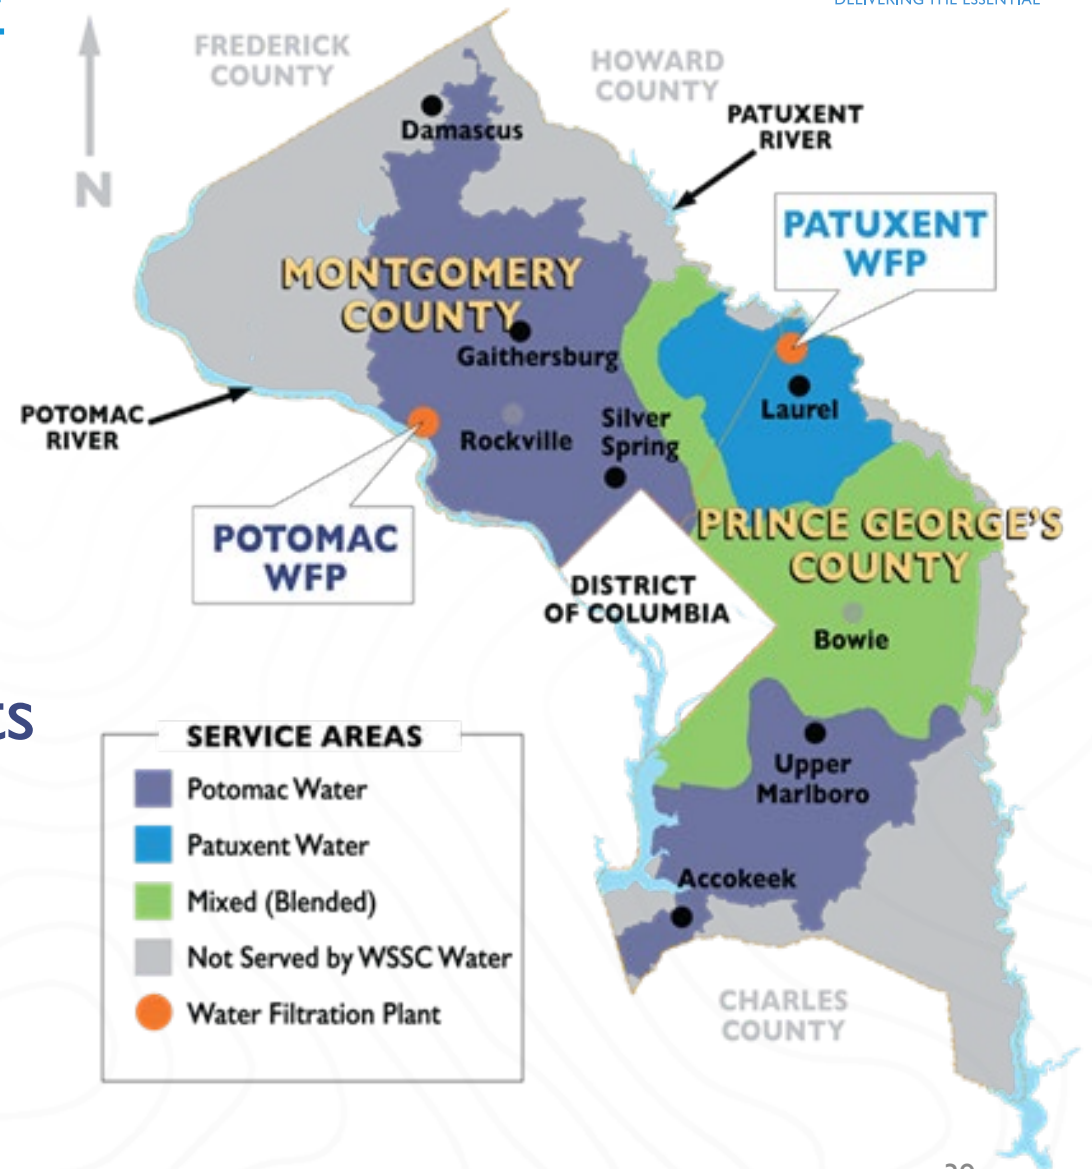 DELIVERING THE ESSENTIAL
FREDERICK
COUNTY
HOWARD
COUNTY
PATUXENT
RIVER
Damascus
N
PATUXENT
WFP
MONTGOMERY
COUNTY
Gaithersburg
Laurel
POTOMAC
RIVER
Rockville
Silver
Spring
POTOMAC
WFP
PRINCE GEORGE'S
COUNTY
DISTRICT
OF COLUMBIA
Bowie
ts
SERVICE AREAS
Potomac Water
Patuxent Water
Mixed (Blended)
Not Served by WSSC Water
Water Filtration Plant
Upper
Marlboro
Accokeek
CHARLES
COUNTY